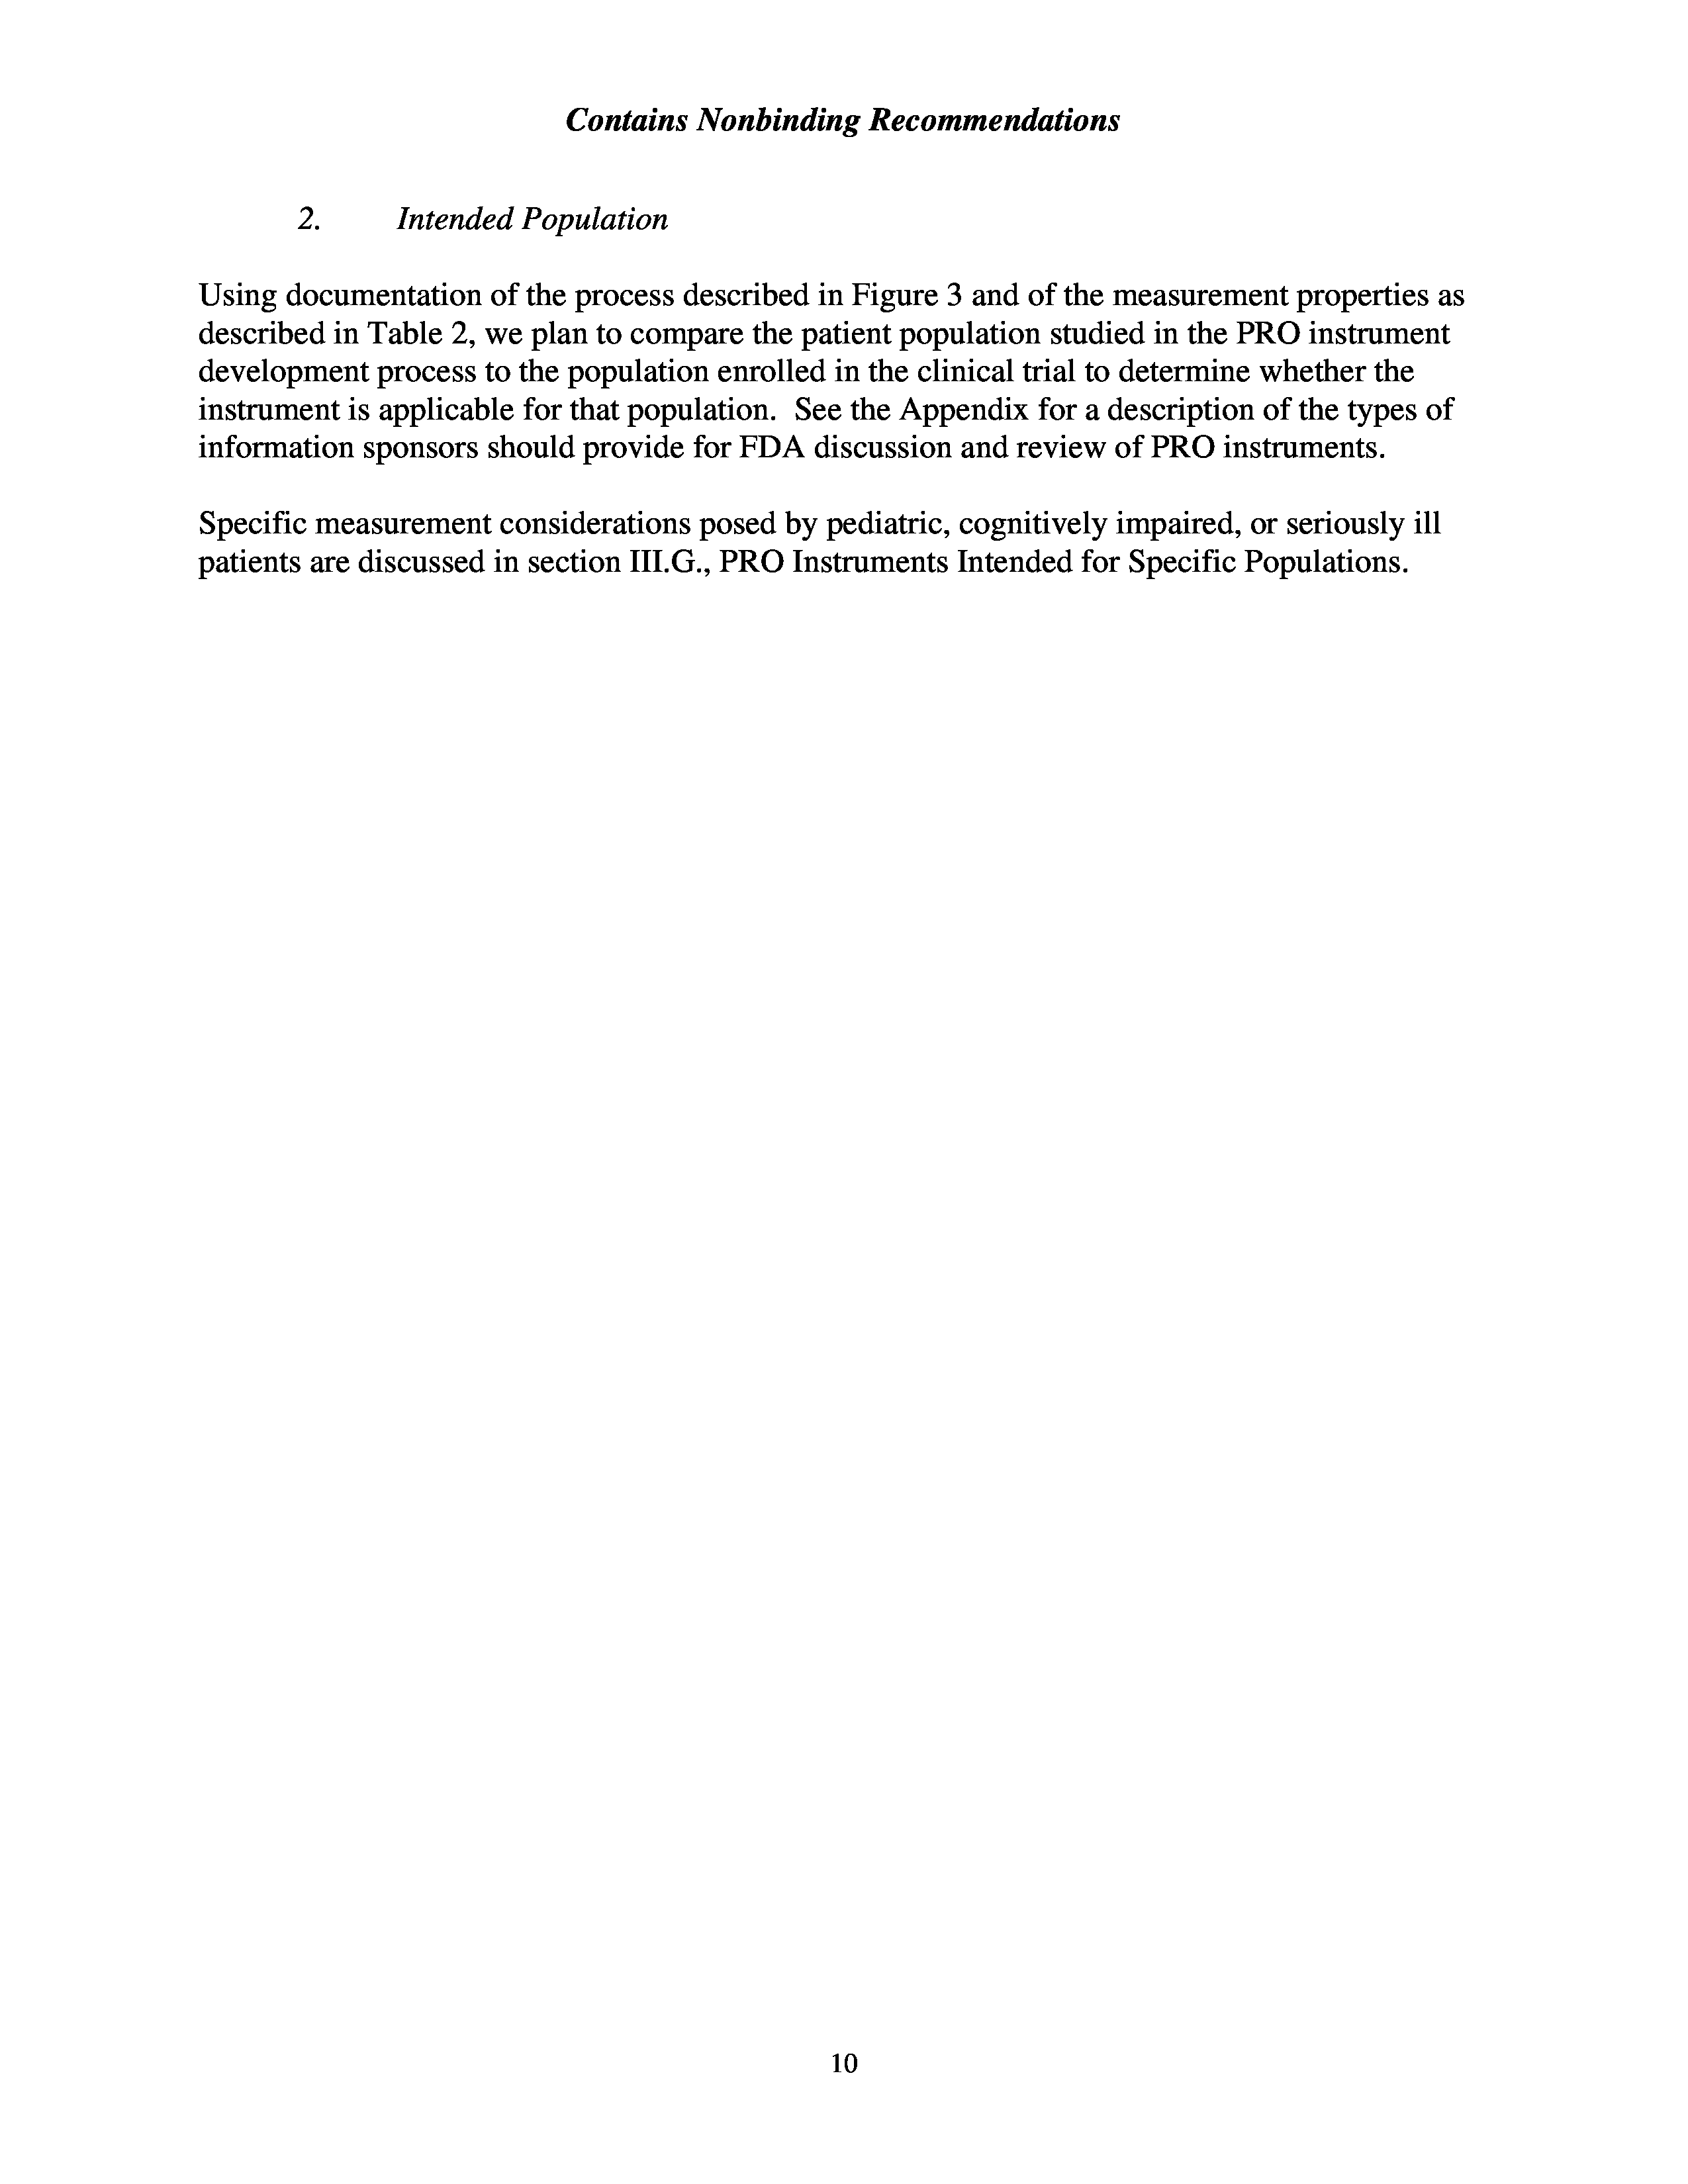 Contains Nonbinding Recommendations
2. Intended Population
Using documentation of the process described in Figure 3 and of the measurement properties as
described in Table 2, we plan to compare the patient population studied in the PRO instrument
development process to the population enrolled in the clinical trial to determine whether the
instrument is applicable for that population.  See the Appendix for a description of the types of
information sponsors should provide for FDA discussion and review of PRO instruments.
Specific measurement considerations posed by pediatric, cognitively impaired, or seriously ill
patients are discussed in section III.G., PRO Instruments Intended for Specific Populations.
10